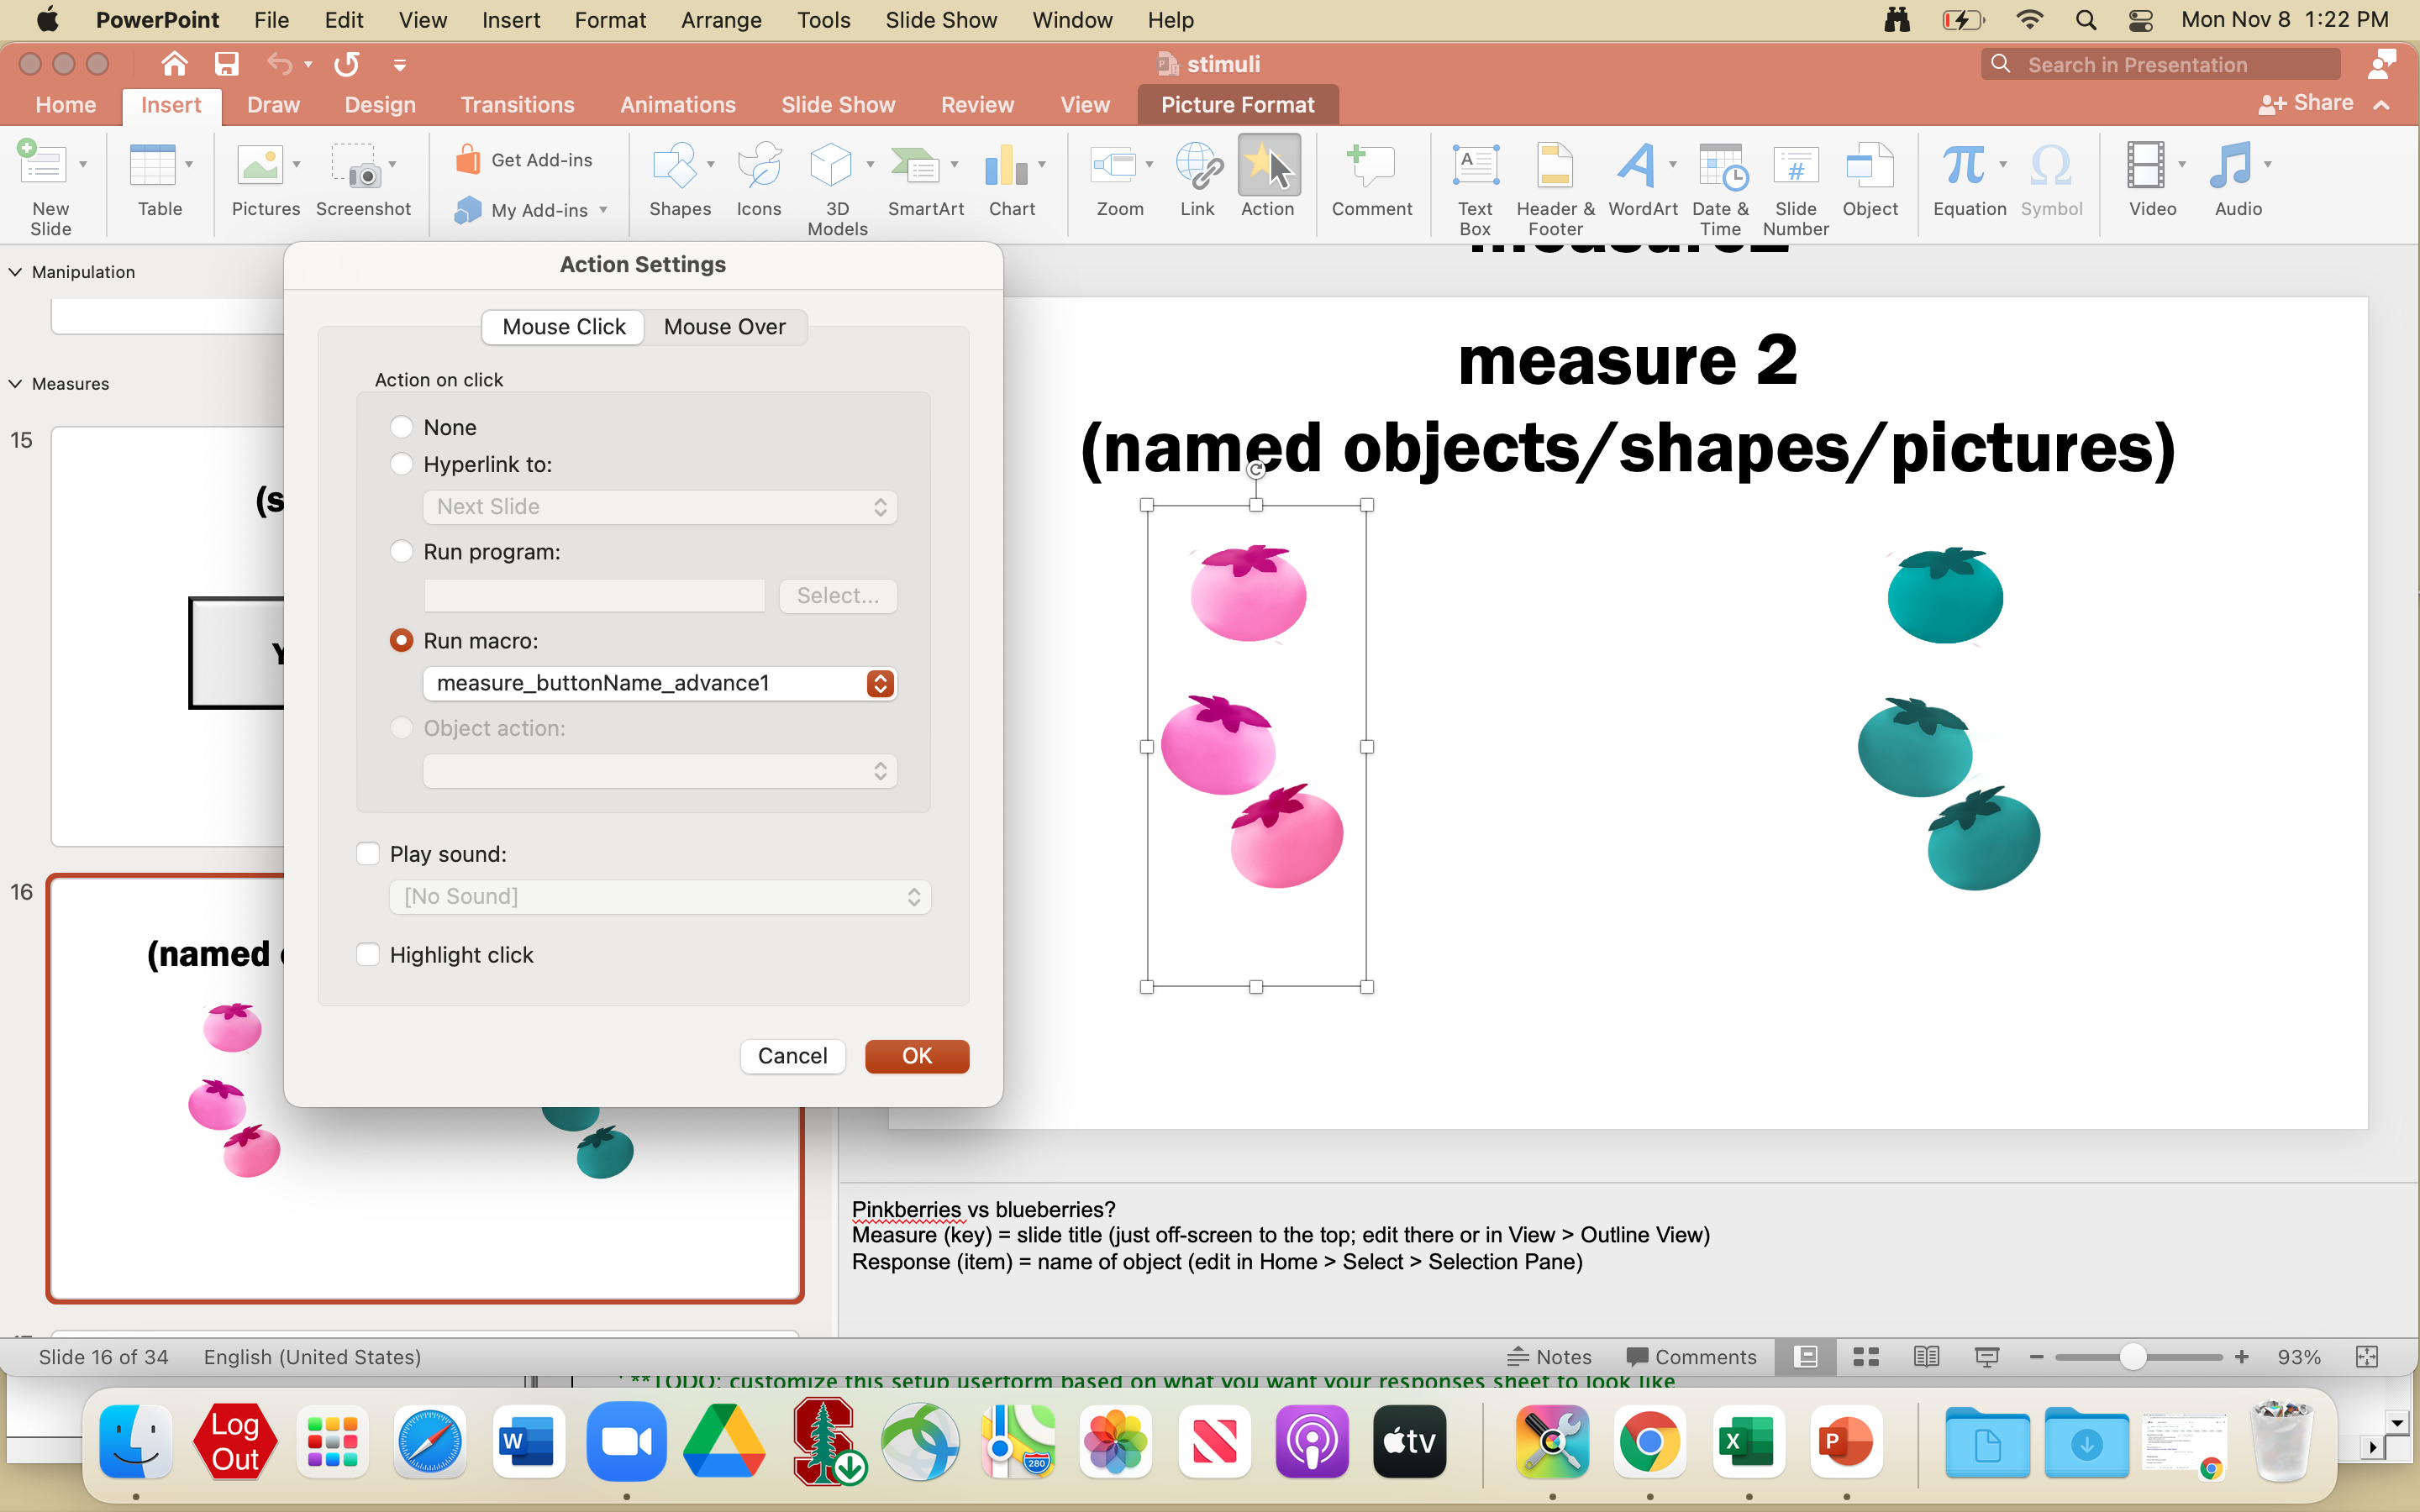 PowerPoint File Edit View Insert Format Arrange Tools Slide Show Window Help Mon Nov 8 1:22 PM
stimuli
Search in Presentation
Home Insert Draw Design Transitions Animations Slide Show Review View Picture Format Share
Get Add-ins
My Add-ins
New Slide
Table
Pictures
Screenshot
Shapes
Icons
3D Models
SmartArt
Chart
Zoom
Link
Action
Comment
Text Box
Header & Footer
WordArt
Date & Time
Slide Number
Object
Equation
Symbol
Video
Audio
Manipulation
Measures
15
(s
Y
16
(named
Action Settings
Mouse Click Mouse Over
Action on click
None
Hyperlink to:
Next Slide
Run program:
Select...
Run macro:
measure_buttonName_advance1
Object action:
Play sound:
[No Sound]
Highlight click
Cancel OK
measure2
measure 2
(named objects/shapes/pictures)
Pinkberries vs blueberries?
Measure (key) = slide title (just off-screen to the top; edit there or in View > Outline View)
Response (item) = name of object (edit in Home > Select > Selection Pane)
Slide 16 of 34 English (United States) Notes Comments 93%
**TODO: customize this setup userform based on what you want your responses sheet to look like
Log Out
W
280
tv
X
P